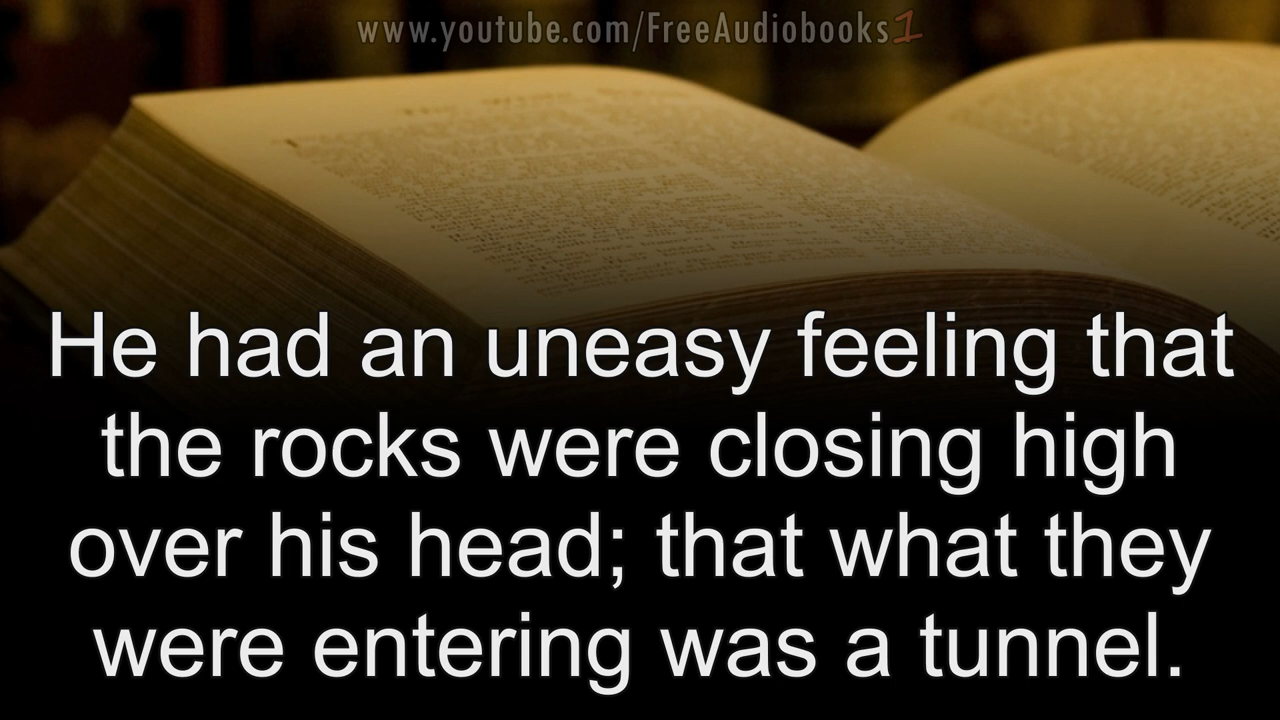 www.youtube.com/FreeAudiobooks1
He had an uneasy feeling that
the rocks were closing high
over his head; that what they
were entering was a tunnel.